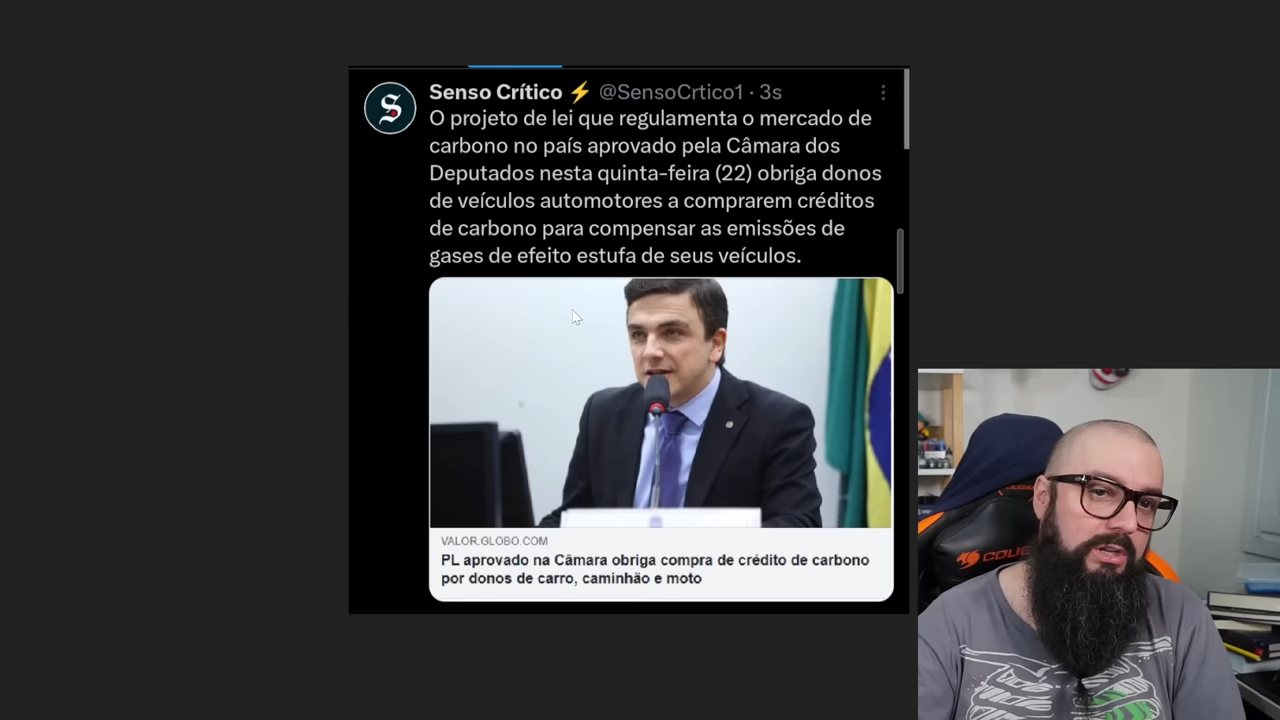 Senso Crítico ⚡ @SensoCrtico1 · 3s
O projeto de lei que regulamenta o mercado de
carbono no país aprovado pela Câmara dos
Deputados nesta quinta-feira (22) obriga donos
de veículos automotores a comprarem créditos
de carbono para compensar as emissões de
gases de efeito estufa de seus veículos.
VALOR.GLOBO.COM
PL aprovado na Câmara obriga compra de crédito de carbono
por donos de carro, caminhão e moto